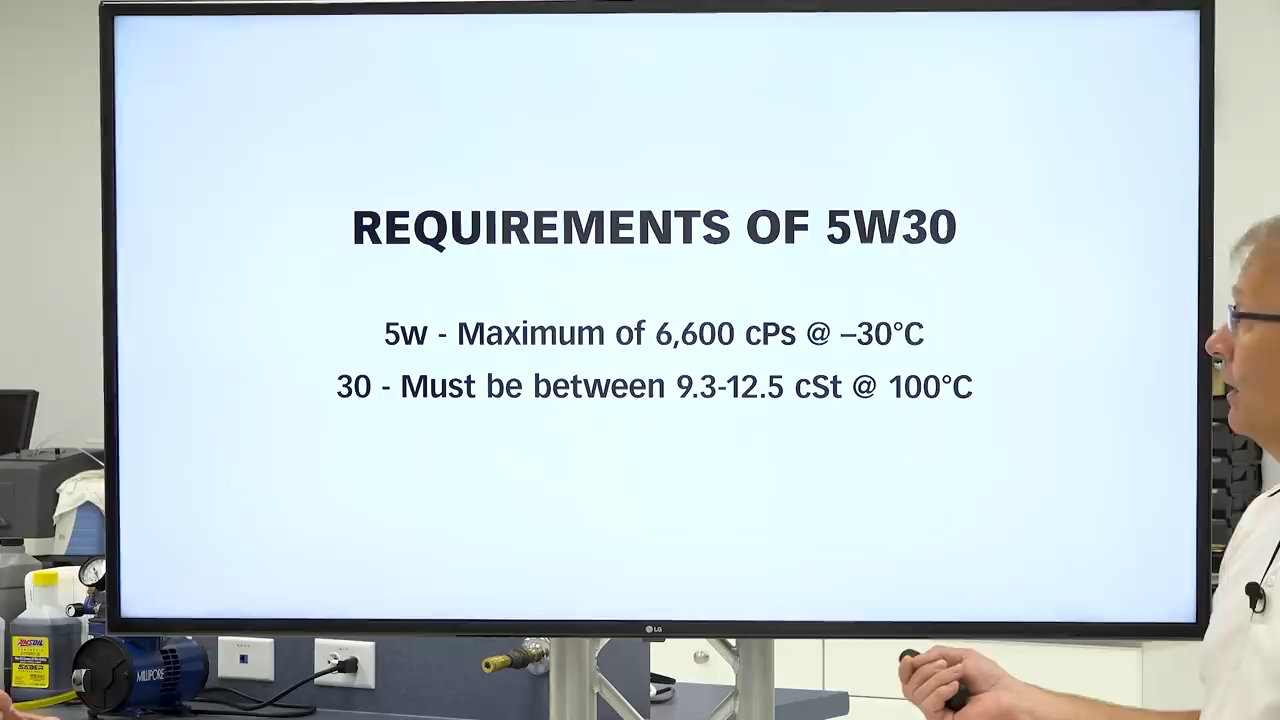 REQUIREMENTS OF 5W30
5w - Maximum of 6,600 cPs @ –30°C
30 - Must be between 9.3-12.5 cSt @ 100°C
LG
AMSOIL
SABER
MILLIPORE